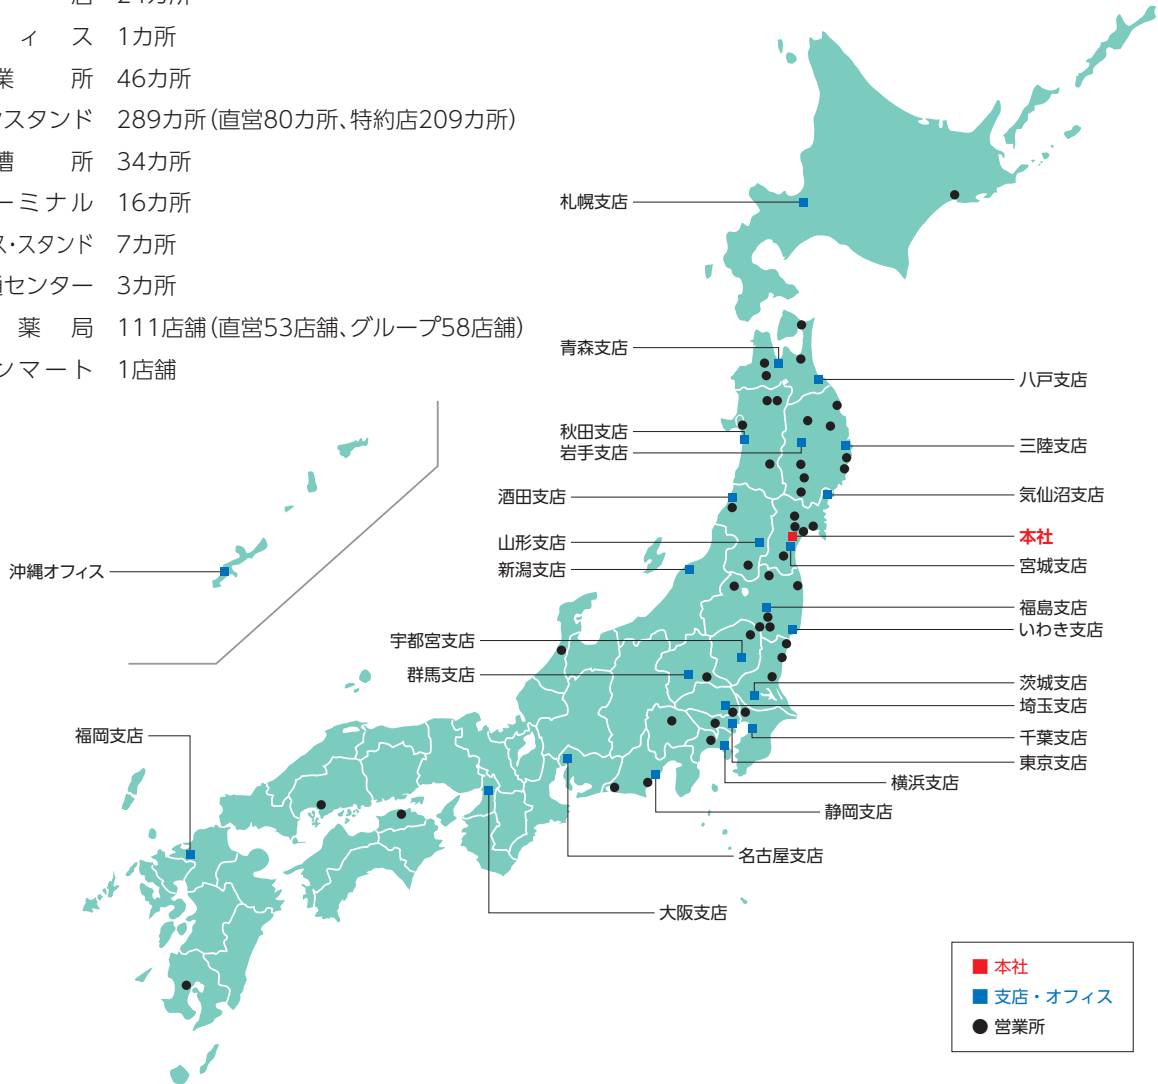 店
ィス 1カ所
業所 46カ所
スタンド 289カ所(直営80カ所、特約店209カ所)
槽所 34カ所
ーミナル 16カ所
ス・スタンド 7カ所
センター 3カ所
薬局 111店舗(直営53店舗、グループ58店舗)
ンマート 1店舗
札幌支店
青森支店
八戸支店
秋田支店
岩手支店
三陸支店
酒田支店
気仙沼支店
本社
山形支店
宮城支店
新潟支店
沖縄オフィス
福島支店
いわき支店
宇都宮支店
群馬支店
茨城支店
埼玉支店
福岡支店
千葉支店
東京支店
横浜支店
静岡支店
名古屋支店
大阪支店
本社
支店・オフィス
営業所